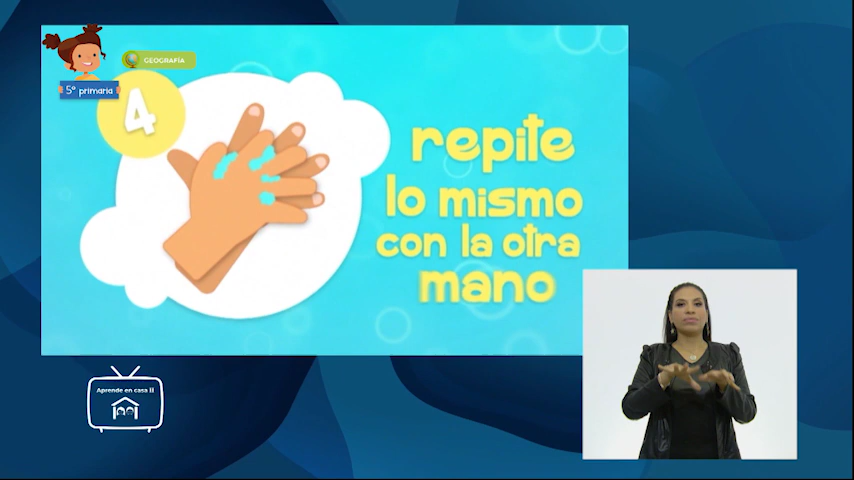 GEOGRAFÍA
5° primaria
4
repite
lo mismo
con la otra
mano
Aprende en casa II